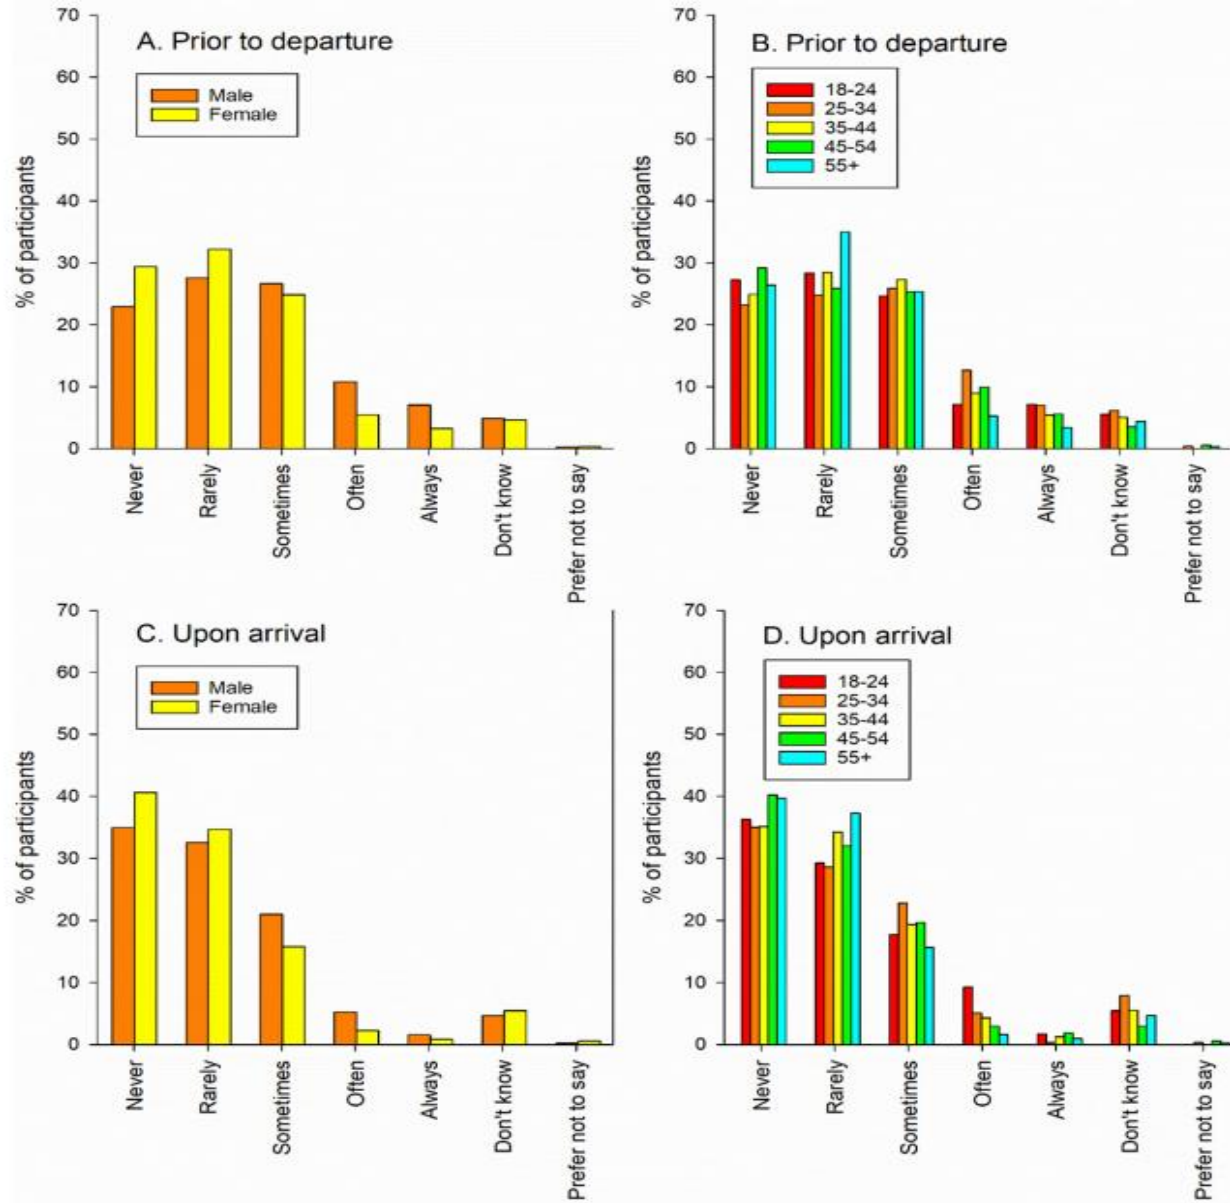 A. Prior to departure
Male
Female
% of participants
70
60
50
40
30
20
10
0
Never
Rarely
Sometimes
Often
Always
Don't know
Prefer not to say
B. Prior to departure
18-24
25-34
35-44
45-54
55+
% of participants
70
60
50
40
30
20
10
0
Never
Rarely
Sometimes
Often
Always
Don't know
Prefer not to say
C. Upon arrival
Male
Female
% of participants
70
60
50
40
30
20
10
0
Never
Rarely
Sometimes
Often
Always
Don't know
Prefer not to say
D. Upon arrival
18-24
25-34
35-44
45-54
55+
% of participants
70
60
50
40
30
20
10
0
Never
Rarely
Sometimes
Often
Always
Don't know
Prefer not to say